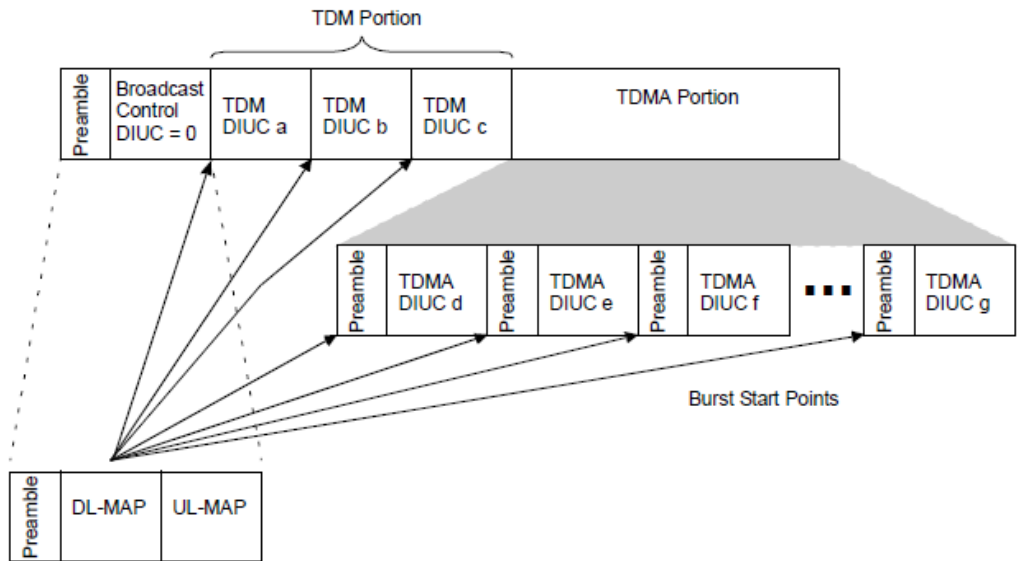 TDM Portion
Preamble
Broadcast
Control
DIUC = 0
TDM
DIUC a
TDM
DIUC b
TDM
DIUC c
TDMA Portion
Preamble
TDMA
DIUC d
Preamble
TDMA
DIUC e
Preamble
TDMA
DIUC f
Preamble
TDMA
DIUC g
Burst Start Points
Preamble
DL-MAP
UL-MAP